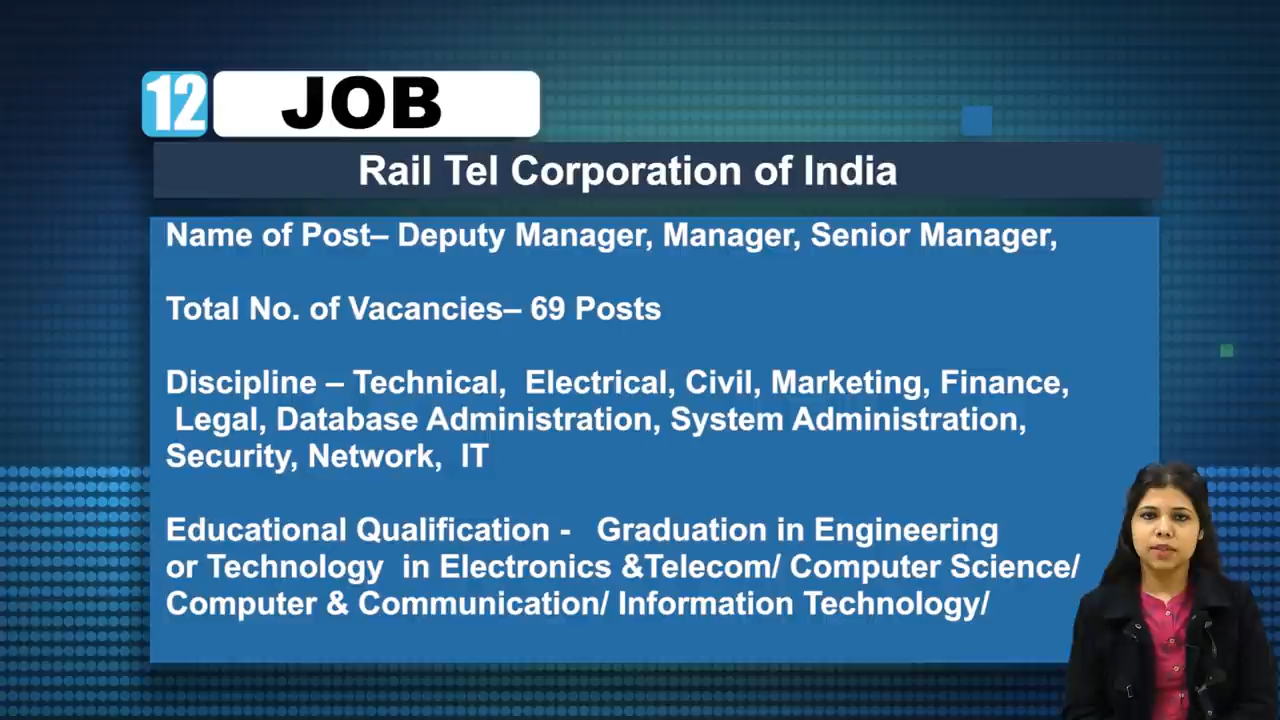 12 JOB
Rail Tel Corporation of India
Name of Post– Deputy Manager, Manager, Senior Manager,
Total No. of Vacancies– 69 Posts
Discipline – Technical, Electrical, Civil, Marketing, Finance,
Legal, Database Administration, System Administration,
Security, Network, IT
Educational Qualification - Graduation in Engineering
or Technology in Electronics &Telecom/ Computer Science/
Computer & Communication/ Information Technology/